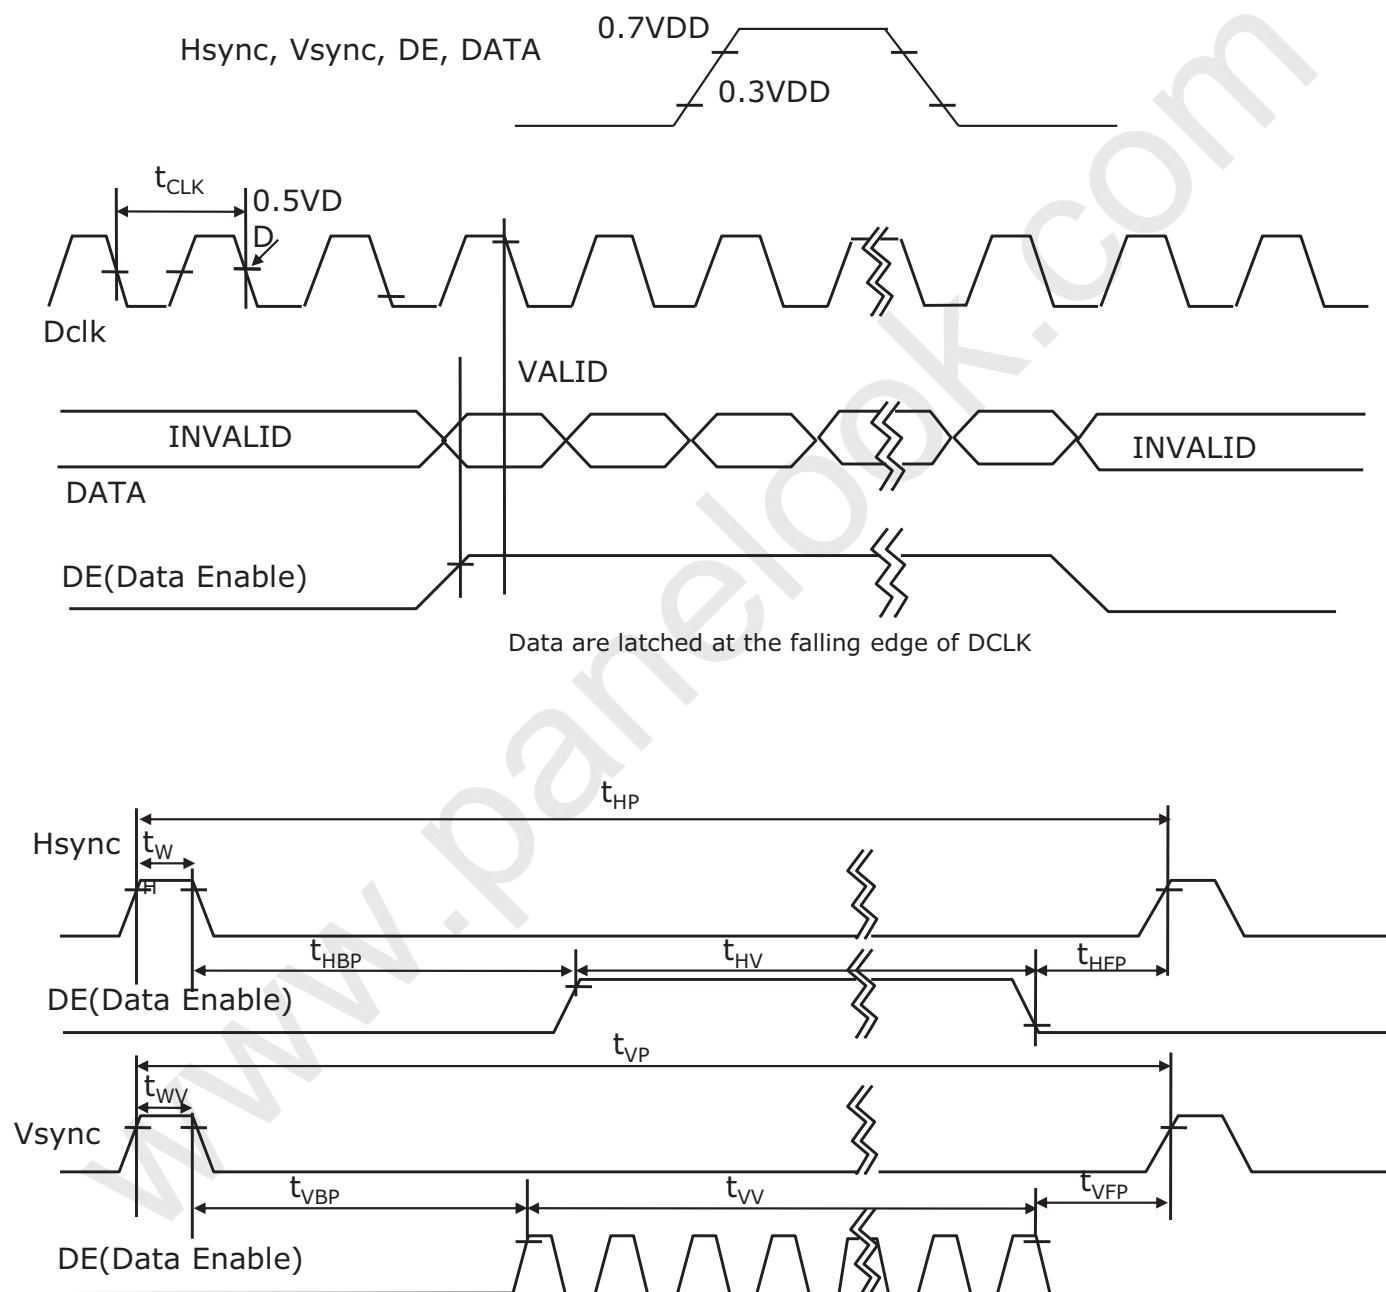 0.7VDD
Hsync, Vsync, DE, DATA
0.3VDD
tCLK
0.5VD
D
Dclk
VALID
INVALID
INVALID
DATA
DE(Data Enable)
Data are latched at the falling edge of DCLK
tHP
Hsync
tW
H
tHBP
tHV
tHFP
DE(Data Enable)
tVP
tWV
Vsync
tVBP
tVV
tVFP
DE(Data Enable)
www.panelook.com